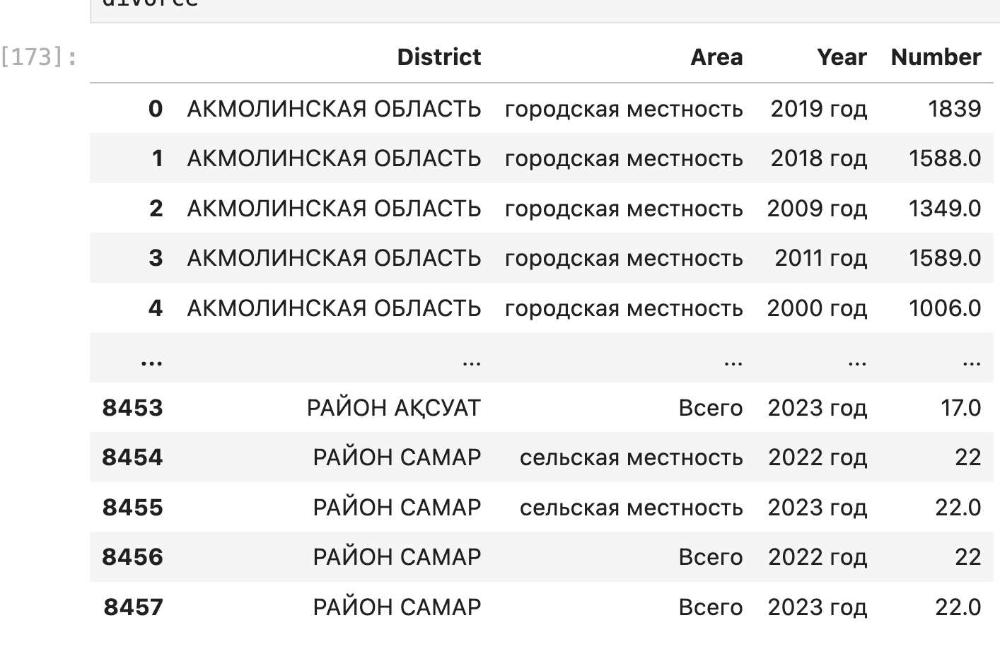 divorce
[173]:
District Area Year Number
0 АКМОЛИНСКАЯ ОБЛАСТЬ городская местность 2019 год 1839
1 АКМОЛИНСКАЯ ОБЛАСТЬ городская местность 2018 год 1588.0
2 АКМОЛИНСКАЯ ОБЛАСТЬ городская местность 2009 год 1349.0
3 АКМОЛИНСКАЯ ОБЛАСТЬ городская местность 2011 год 1589.0
4 АКМОЛИНСКАЯ ОБЛАСТЬ городская местность 2000 год 1006.0
... ... ... ... ...
8453 РАЙОН АҚСУАТ Всего 2023 год 17.0
8454 РАЙОН САМАР сельская местность 2022 год 22
8455 РАЙОН САМАР сельская местность 2023 год 22.0
8456 РАЙОН САМАР Всего 2022 год 22
8457 РАЙОН САМАР Всего 2023 год 22.0